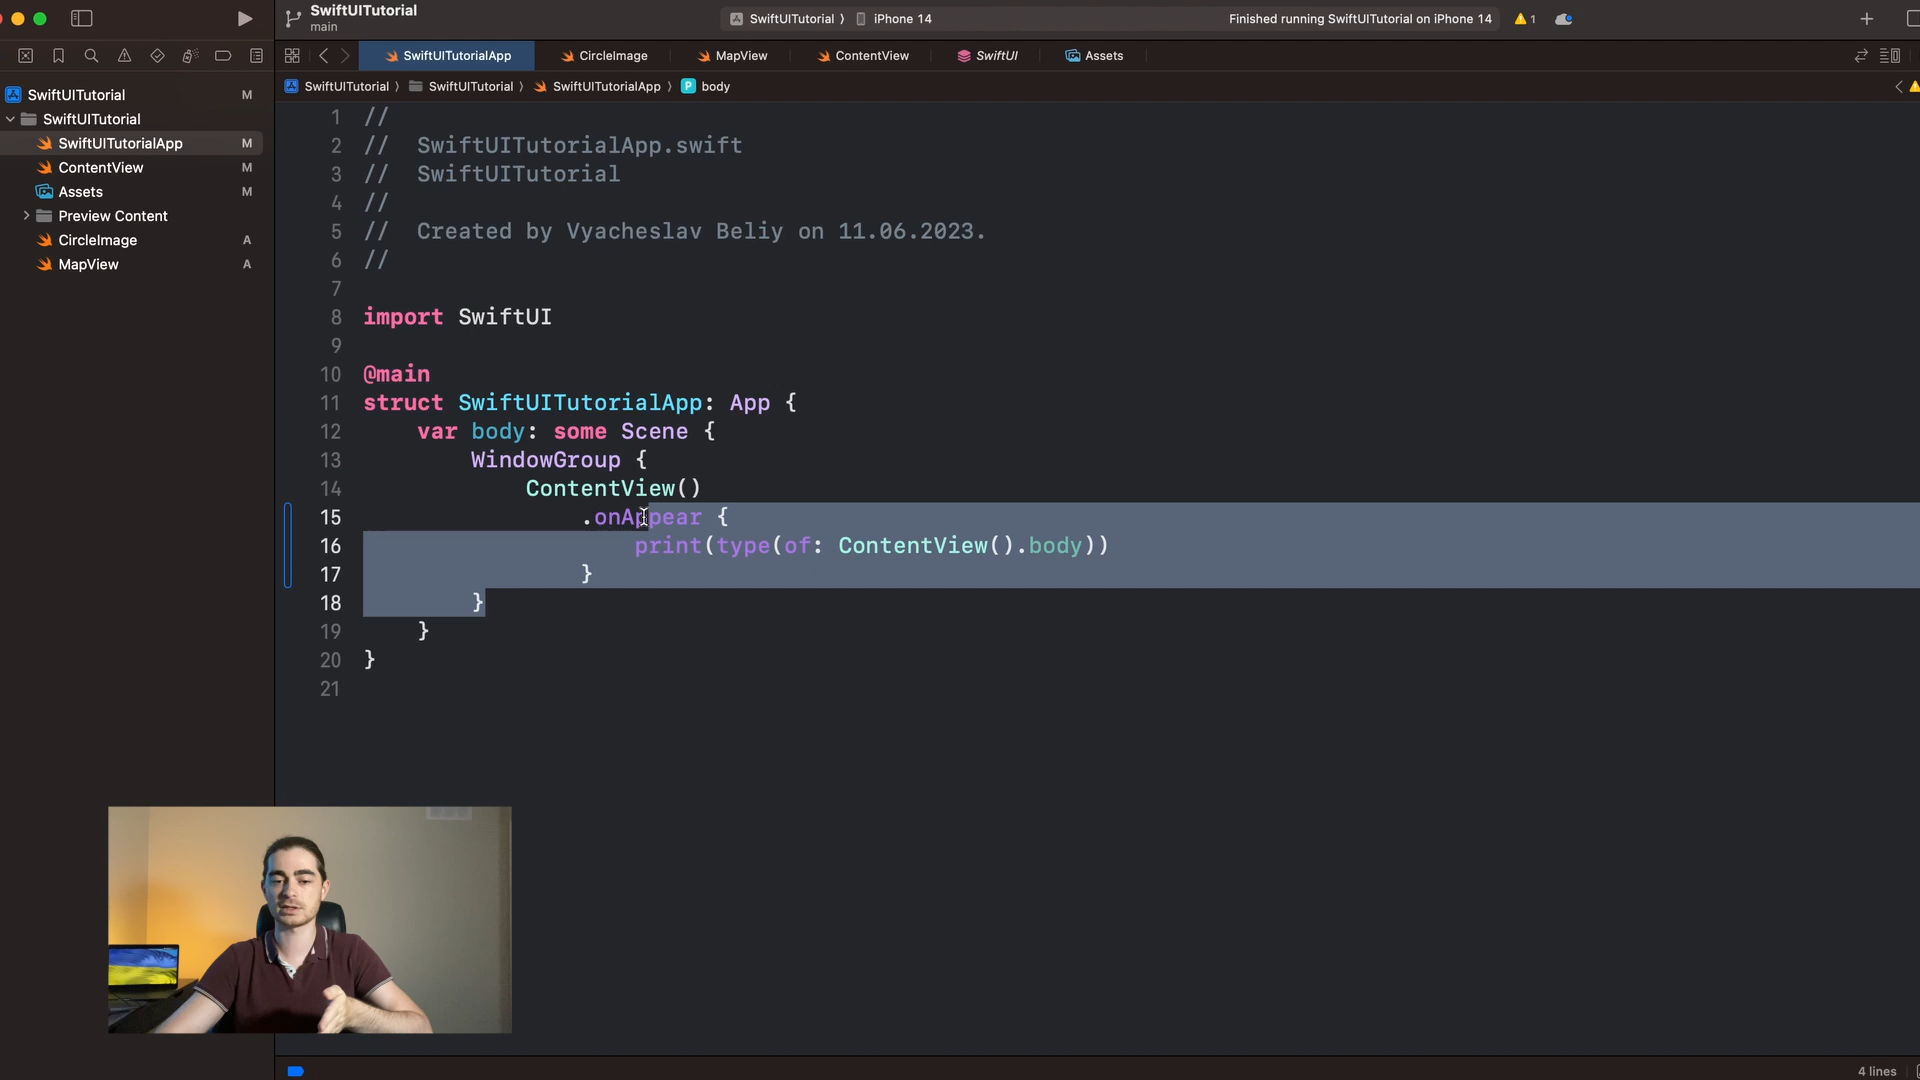 SwiftUITutorial
main
SwiftUITutorial 〉 iPhone 14
Finished running SwiftUITutorial on iPhone 14
1
SwiftUITutorialApp
CircleImage
MapView
ContentView
SwiftUI
Assets
SwiftUITutorial 〉 SwiftUITutorial 〉 SwiftUITutorialApp 〉 P body
SwiftUITutorial M
SwiftUITutorial
SwiftUITutorialApp M
ContentView M
Assets M
Preview Content
CircleImage A
MapView A
1 //
2 //  SwiftUITutorialApp.swift
3 //  SwiftUITutorial
4 //
5 //  Created by Vyacheslav Beliy on 11.06.2023.
6 //
7
8 import SwiftUI
9
10 @main
11 struct SwiftUITutorialApp: App {
12     var body: some Scene {
13         WindowGroup {
14             ContentView()
15                 .onAppear {
16                     print(type(of: ContentView().body))
17                 }
18         }
19     }
20 }
21
4 lines